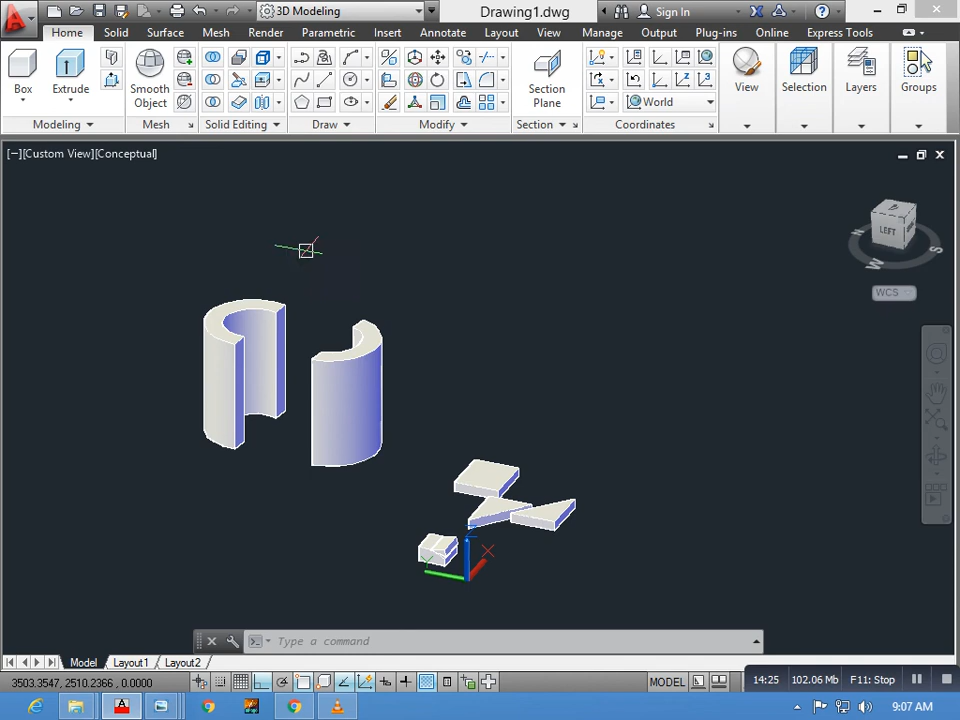 3D Modeling
Drawing1.dwg
Sign In
Home Solid Surface Mesh Render Parametric Insert Annotate Layout View Manage Output Plug-ins Online Express Tools
Box
Extrude
Smooth
Object
Section
Plane
World
View
Selection
Layers
Groups
Modeling
Mesh
Solid Editing
Draw
Modify
Section
Coordinates
[−][Custom View][Conceptual]
LEFT
N
W
S
WCS
X
Y
Type a command
Model Layout1 Layout2
3503.3547, 2510.2366 , 0.0000
MODEL
14:25
102.06 Mb
F11: Stop
9:07 AM